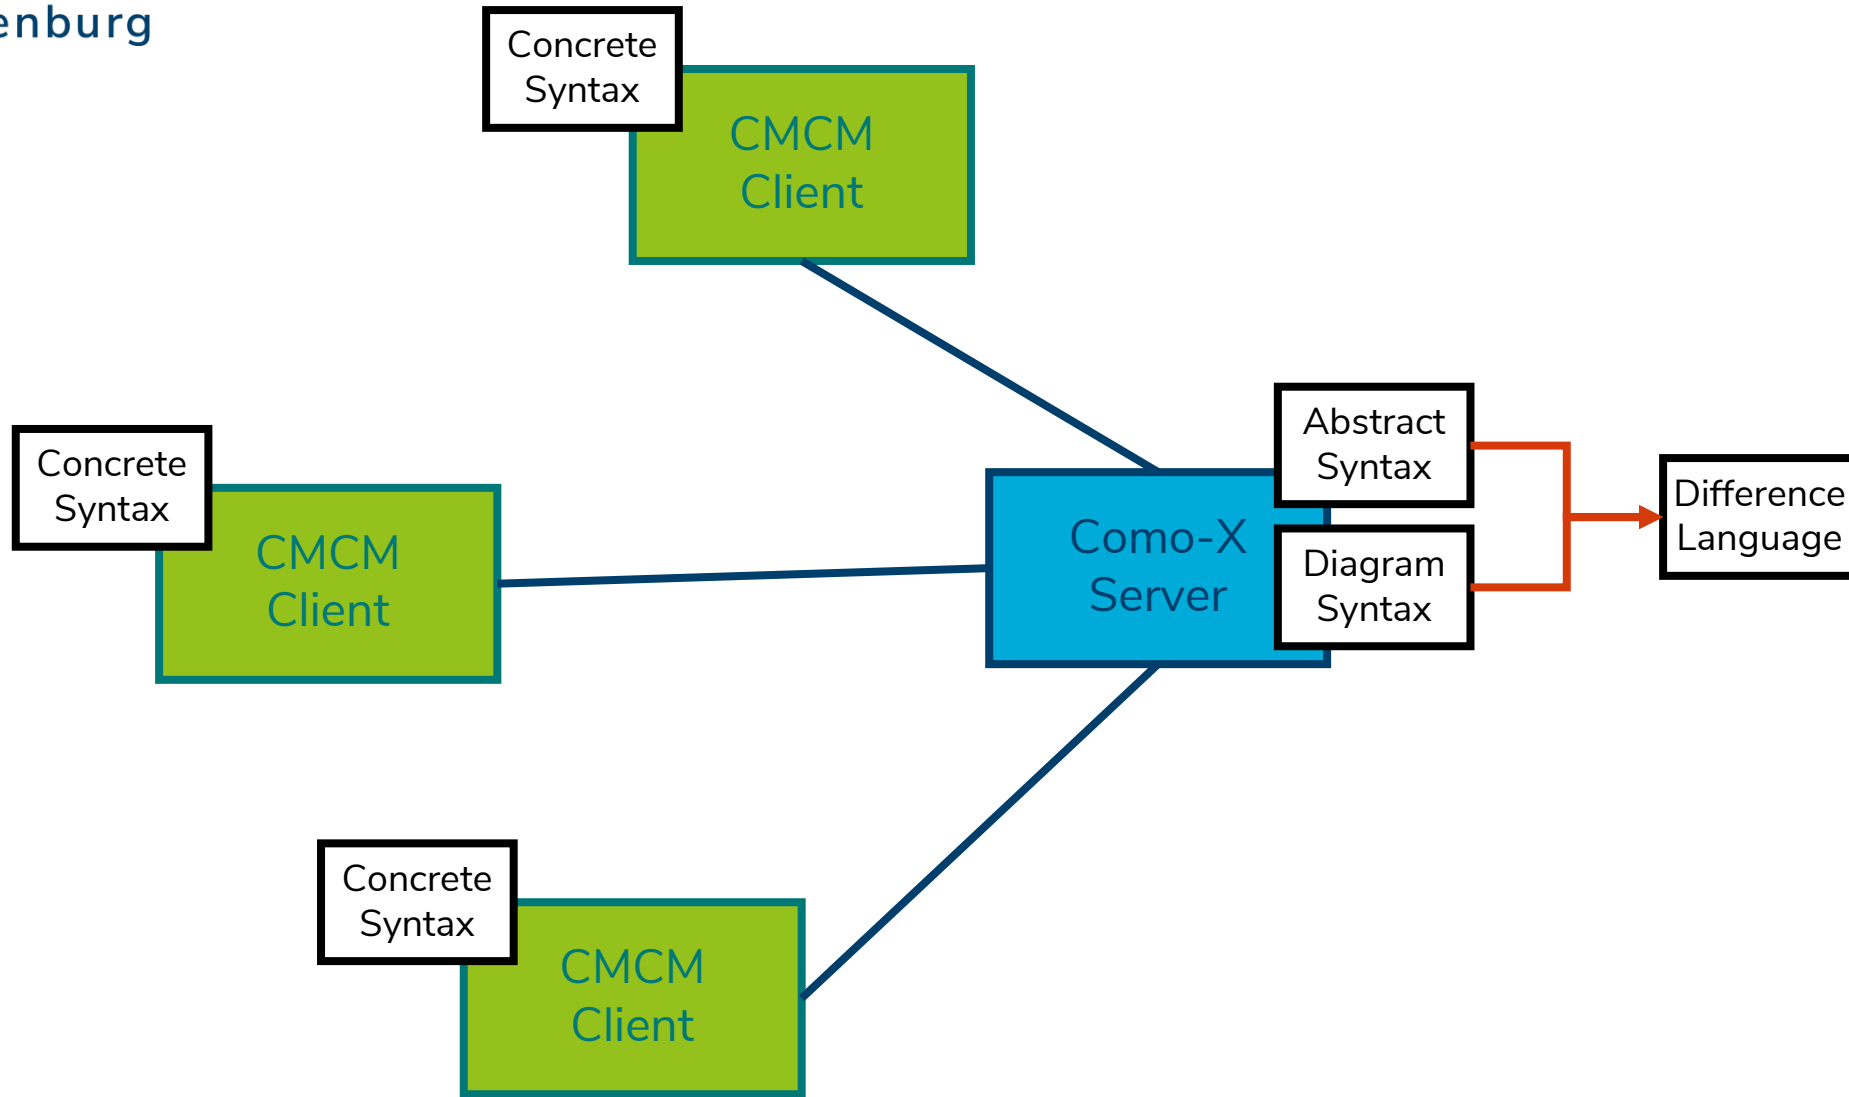 enburg
Concrete
Syntax
CMCM
Client
Concrete
Syntax
CMCM
Client
Abstract
Syntax
Como-X
Server
Diagram
Syntax
Difference
Language
Concrete
Syntax
CMCM
Client